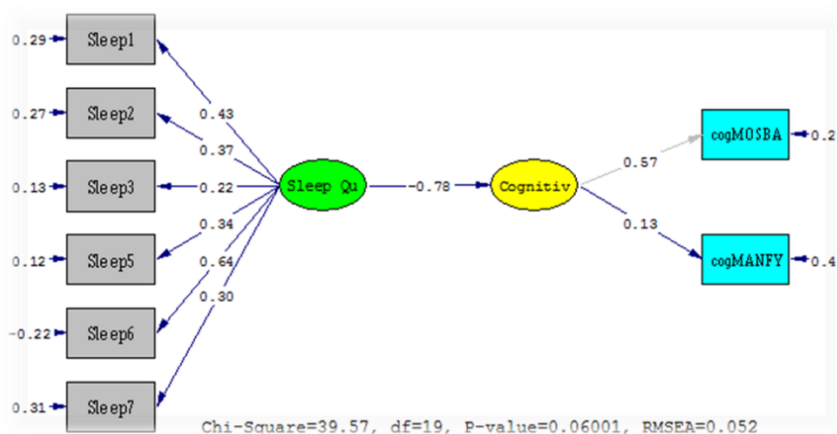 0.29 Sleep1
0.43
0.27 Sleep2
0.37
cogMOSBA 0.2
0.57
0.13 Sleep3
0.22
Sleep Qu -0.78 Cognitiv
0.34
0.13
0.12 Sleep5
0.64
cogMANFY 0.4
0.30
-0.22 Sleep6
0.31 Sleep7
Chi-Square=39.57, df=19, P-value=0.06001, RMSEA=0.052